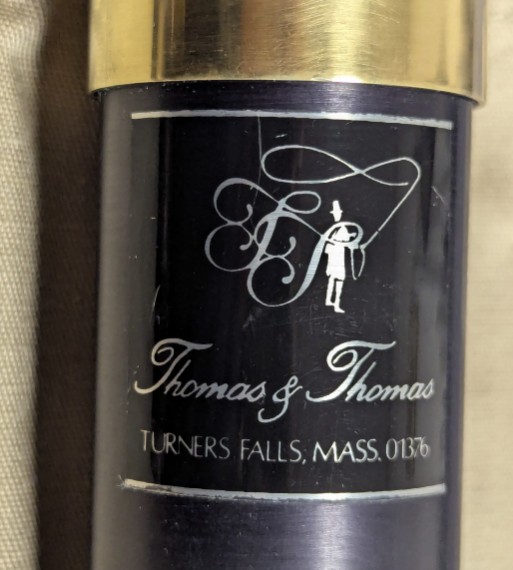 Thomas & Thomas
TURNERS FALLS, MASS. 01376